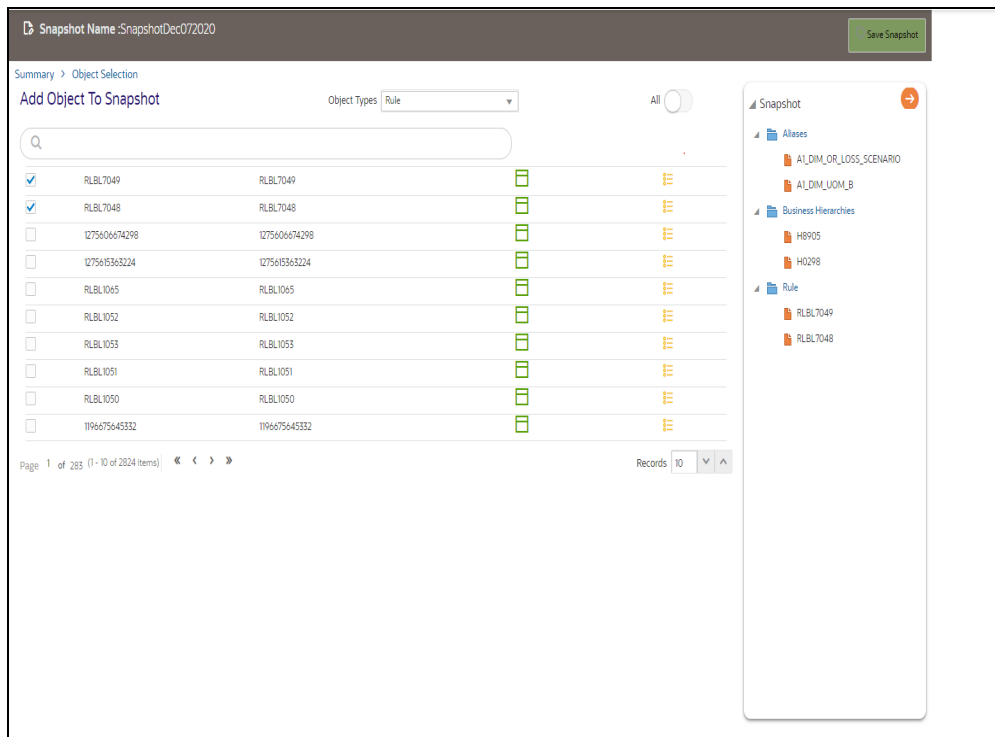 Snapshot Name :SnapshotDec072020
Save Snapshot
Summary > Object Selection
Add Object To Snapshot
Object Types Rule
All
RLBL7049 RLBL7049
RLBL7048 RLBL7048
1275606674298 1275606674298
1275615363224 1275615363224
RLBL1065 RLBL1065
RLBL1052 RLBL1052
RLBL1053 RLBL1053
RLBL1051 RLBL1051
RLBL1050 RLBL1050
1196675645332 1196675645332
Page 1 of 283 (1 - 10 of 2824 items)
Records 10
Snapshot
Aliases
A1_DIM_OR_LOSS_SCENARIO
A1_DIM_UOM_B
Business Hierarchies
H8905
H0298
Rule
RLBL7049
RLBL7048